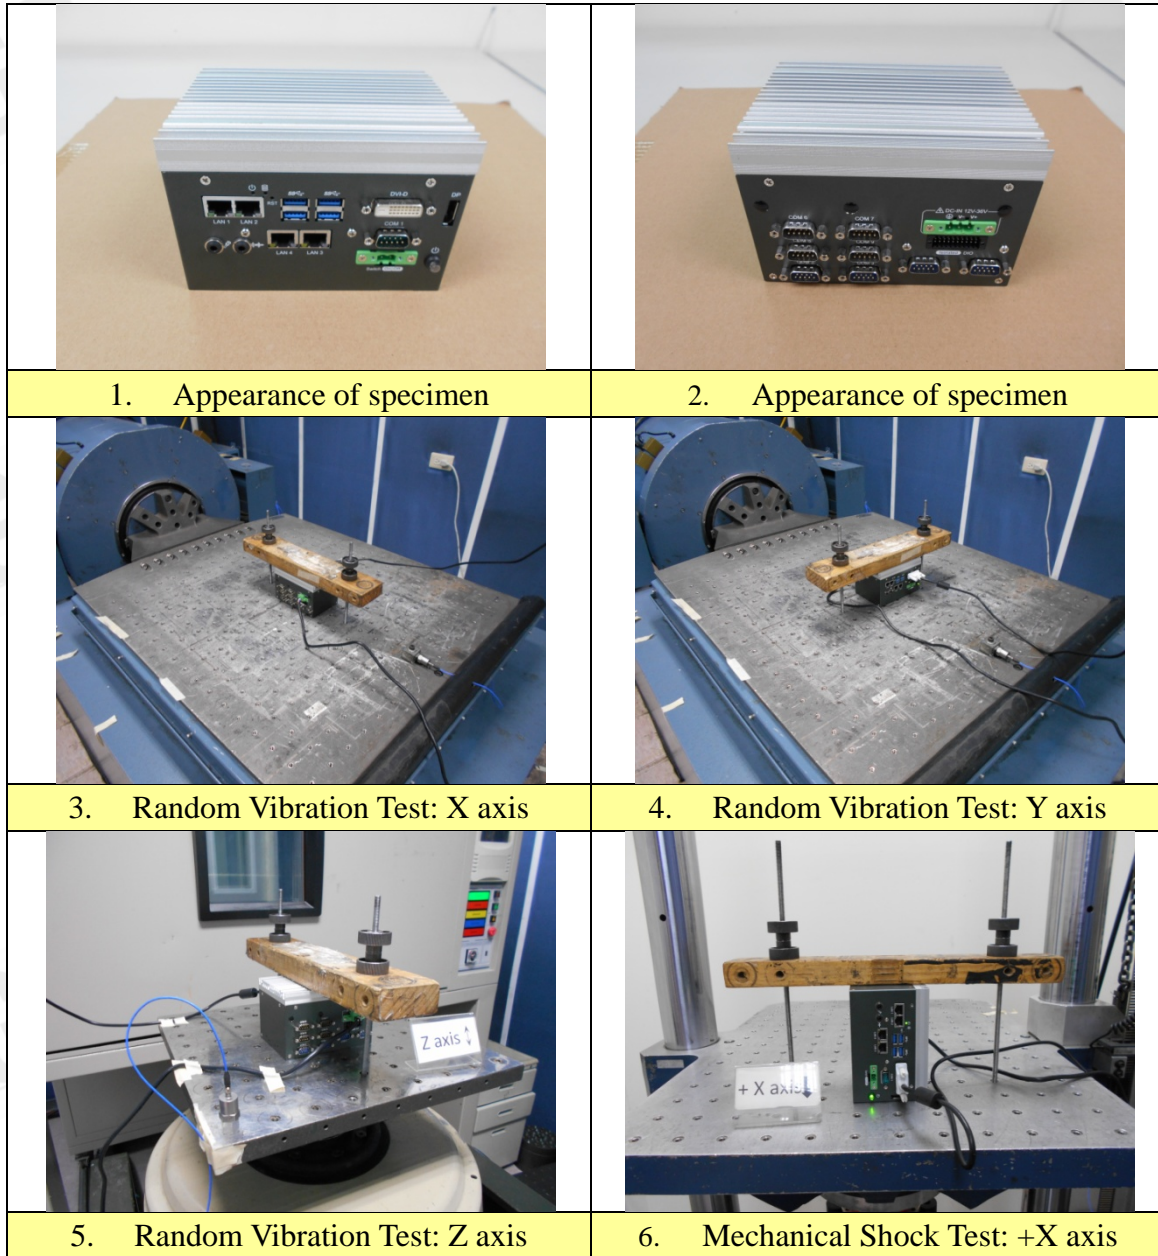 RST
DVI-D
DP
LAN 1 LAN 2
COM 1
LAN 4 LAN 3
Switch
COM 6 COM 7
DC-IN 12V-36V
1. Appearance of specimen
2. Appearance of specimen
3. Random Vibration Test: X axis
4. Random Vibration Test: Y axis
Z axis ↕
+ X axis
5. Random Vibration Test: Z axis
6. Mechanical Shock Test: +X axis